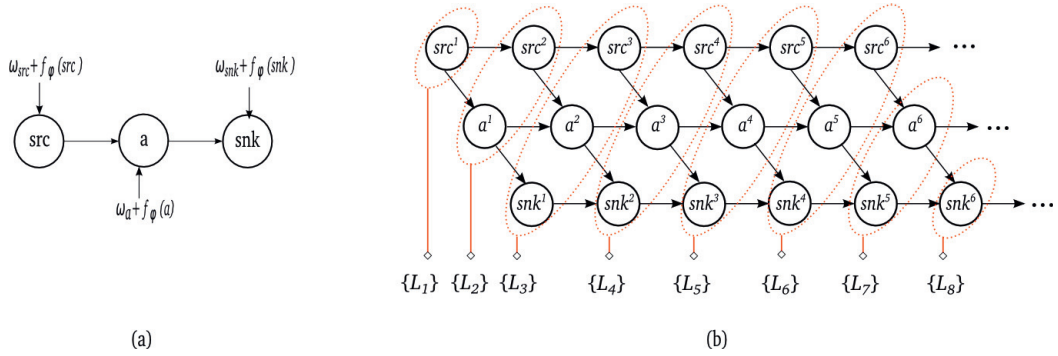 ω_src+f_φ(src)
ω_snk+f_φ(snk)
src
a
snk
ω_a+f_φ(a)
(a)
src¹ src² src³ src⁴ src⁵ src⁶ ...
a¹ a² a³ a⁴ a⁵ a⁶ ...
snk¹ snk² snk³ snk⁴ snk⁵ snk⁶ ...
{L₁} {L₂} {L₃} {L₄} {L₅} {L₆} {L₇} {L₈}
(b)